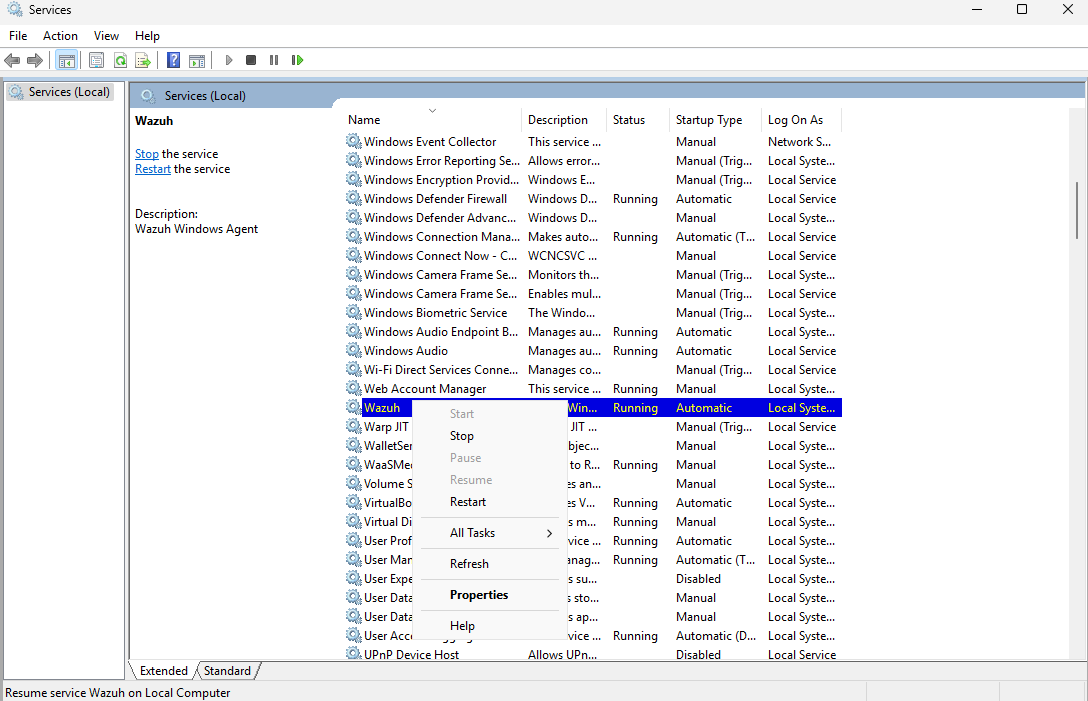 Services
File Action View Help
Services (Local)
Services (Local)
Wazuh
Stop the service
Restart the service
Description:
Wazuh Windows Agent
Name Description Status Startup Type Log On As
Windows Event Collector This service ... Manual Network S...
Windows Error Reporting Se... Allows error... Manual (Trig... Local Syste...
Windows Encryption Provid... Windows E... Manual (Trig... Local Service
Windows Defender Firewall Windows D... Running Automatic Local Service
Windows Defender Advanc... Windows D... Manual Local Syste...
Windows Connection Mana... Makes auto... Running Automatic (T... Local Service
Windows Connect Now - C... WCNCSVC ... Manual Local Service
Windows Camera Frame Se... Monitors th... Manual (Trig... Local Syste...
Windows Camera Frame Se... Enables mul... Manual (Trig... Local Service
Windows Biometric Service The Windo... Manual (Trig... Local Syste...
Windows Audio Endpoint B... Manages au... Running Automatic Local Syste...
Windows Audio Manages au... Running Automatic Local Service
Wi-Fi Direct Services Conne... Manages co... Manual (Trig... Local Service
Web Account Manager This service ... Running Manual Local Syste...
Wazuh Win... Running Automatic Local Syste...
Warp JIT JIT ... Manual (Trig... Local Service
WalletSer bjec... Manual Local Syste...
WaaSMe to R... Running Manual Local Syste...
Volume S es an... Manual Local Syste...
VirtualBo es V... Running Automatic Local Syste...
Virtual Di s m... Running Manual Local Syste...
User Prof vice ... Running Automatic Local Syste...
User Mar anag... Running Automatic (T... Local Syste...
User Expe s su... Disabled Local Syste...
User Data s sto... Manual Local Syste...
User Data s ap... Manual Local Syste...
User Acc vice ... Running Automatic (D... Local Syste...
UPnP Device Host Allows UPn... Disabled Local Service
Start
Stop
Pause
Resume
Restart
All Tasks
Refresh
Properties
Help
Extended Standard
Resume service Wazuh on Local Computer